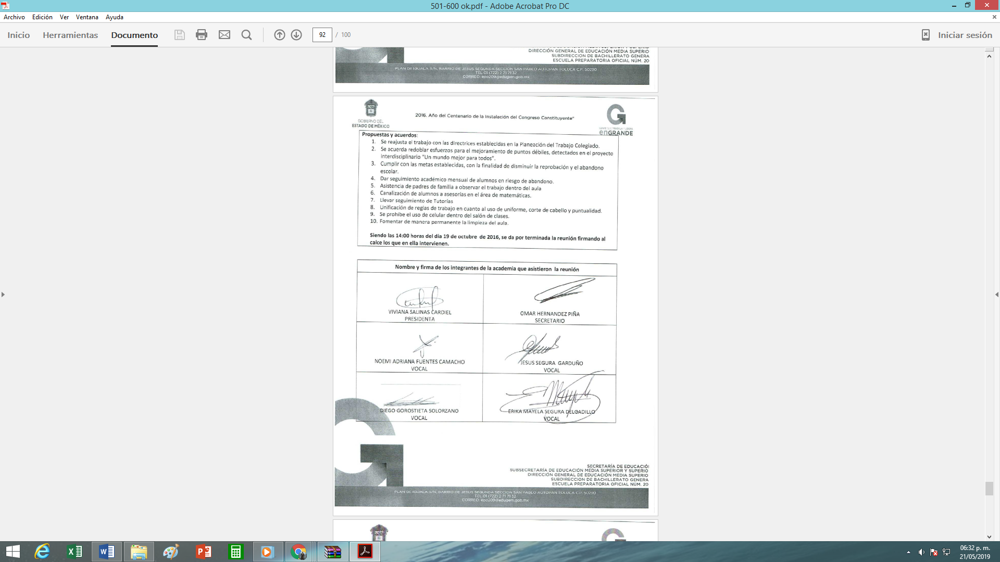 501-600 ok.pdf - Adobe Acrobat Pro DC
Archivo Edición Ver Ventana Ayuda
Inicio Herramientas Documento 92 / 100 Iniciar sesión
DIRECCIÓN GENERAL DE EDUCACIÓN MEDIA SUPERIO
SUBDIRECCION DE BACHILLERATO GENERA
ESCUELA PREPARATORIA OFICIAL NÚM. 20
PLAN DE IGUALA S/N, BARRIO DE JESUS SEGUNDA SECCION SAN PABLO AUTOPAN TOLUCA C.P. 50290
TEL 01 (722) 2 71 71 32
CORREO: epo209@edugem.gob.mx
GOBIERNO DEL
ESTADO DE MÉXICO
2016. Año del Centenario de la Instalación del Congreso Constituyente"
GENTE QUE TRABAJA Y LOGRA
enGRANDE
Propuestas y acuerdos:
1. Se reajusta el trabajo con las directrices establecidas en la Planeación del Trabajo Colegiado.
2. Se acuerda redoblar esfuerzos para el mejoramiento de puntos débiles, detectados en el proyecto
interdisciplinario "Un mundo mejor para todos".
3. Cumplir con las metas establecidas, con la finalidad de disminuir la reprobación y el abandono
escolar.
4. Dar seguimiento académico mensual de alumnos en riesgo de abandono.
5. Asistencia de padres de familia a observar el trabajo dentro del aula
6. Canalización de alumnos a asesorías en el área de matemáticas.
7. Llevar seguimiento de Tutorías
8. Unificación de reglas de trabajo en cuanto al uso de uniforme, corte de cabello y puntualidad.
9. Se prohíbe el uso de celular dentro del salón de clases.
10. Fomentar de manera permanente la limpieza del aula.
Siendo las 14:00 horas del día 19 de octubre de 2016, se da por terminada la reunión firmando al
calce los que en ella intervienen.
Nombre y firma de los integrantes de la academia que asistieron la reunión
VIVIANA SALINAS CARDIEL
PRESIDENTA
OMAR HERNANDEZ PIÑA
SECRETARIO
NOEMI ADRIANA FUENTES CAMACHO
VOCAL
JESUS SEGURA GARDUÑO
VOCAL
DIEGO GOROSTIETA SOLORZANO
VOCAL
ERIKA MAYELA SEGURA DELGADILLO
VOCAL
SECRETARÍA DE EDUCACIÓ
SUBSECRETARÍA DE EDUCACIÓN MEDIA SUPERIOR Y SUPERIO
DIRECCIÓN GENERAL DE EDUCACIÓN MEDIA SUPERIO
SUBDIRECCION DE BACHILLERATO GENERA
ESCUELA PREPARATORIA OFICIAL NÚM. 20
PLAN DE IGUALA S/N, BARRIO DE JESUS SEGUNDA SECCION SAN PABLO AUTOPAN TOLUCA C.P. 50290
TEL 01 (722) 2 71 71 32
CORREO: epo209@edugem.gob.mx
06:32 p. m.
21/05/2019